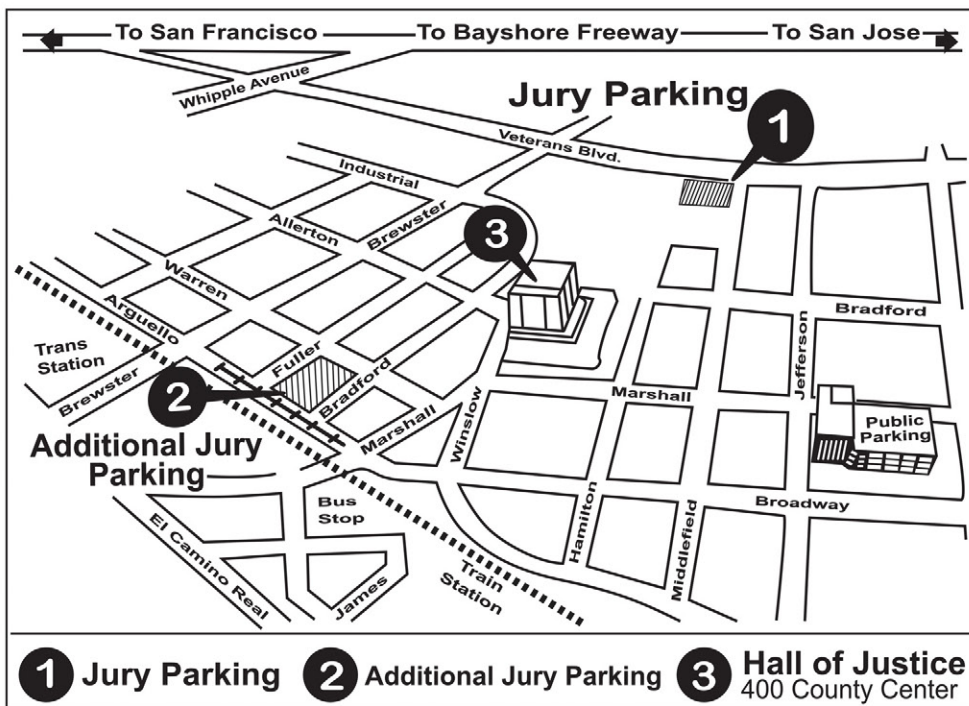 To San Francisco
To Bayshore Freeway
To San Jose
Whipple Avenue
Jury Parking
1
Veterans Blvd.
Industrial
Brewster
Allerton
3
Warren
Arguello
Bradford
Trans
Station
Fuller
Jefferson
Brewster
2
Bradford
Marshall
Marshall
Winslow
Public
Parking
Additional Jury
Parking
Bus
Stop
Hamilton
Middlefield
Broadway
El Camino Real
James
Train
Station
1 Jury Parking
2 Additional Jury Parking
3 Hall of Justice
400 County Center